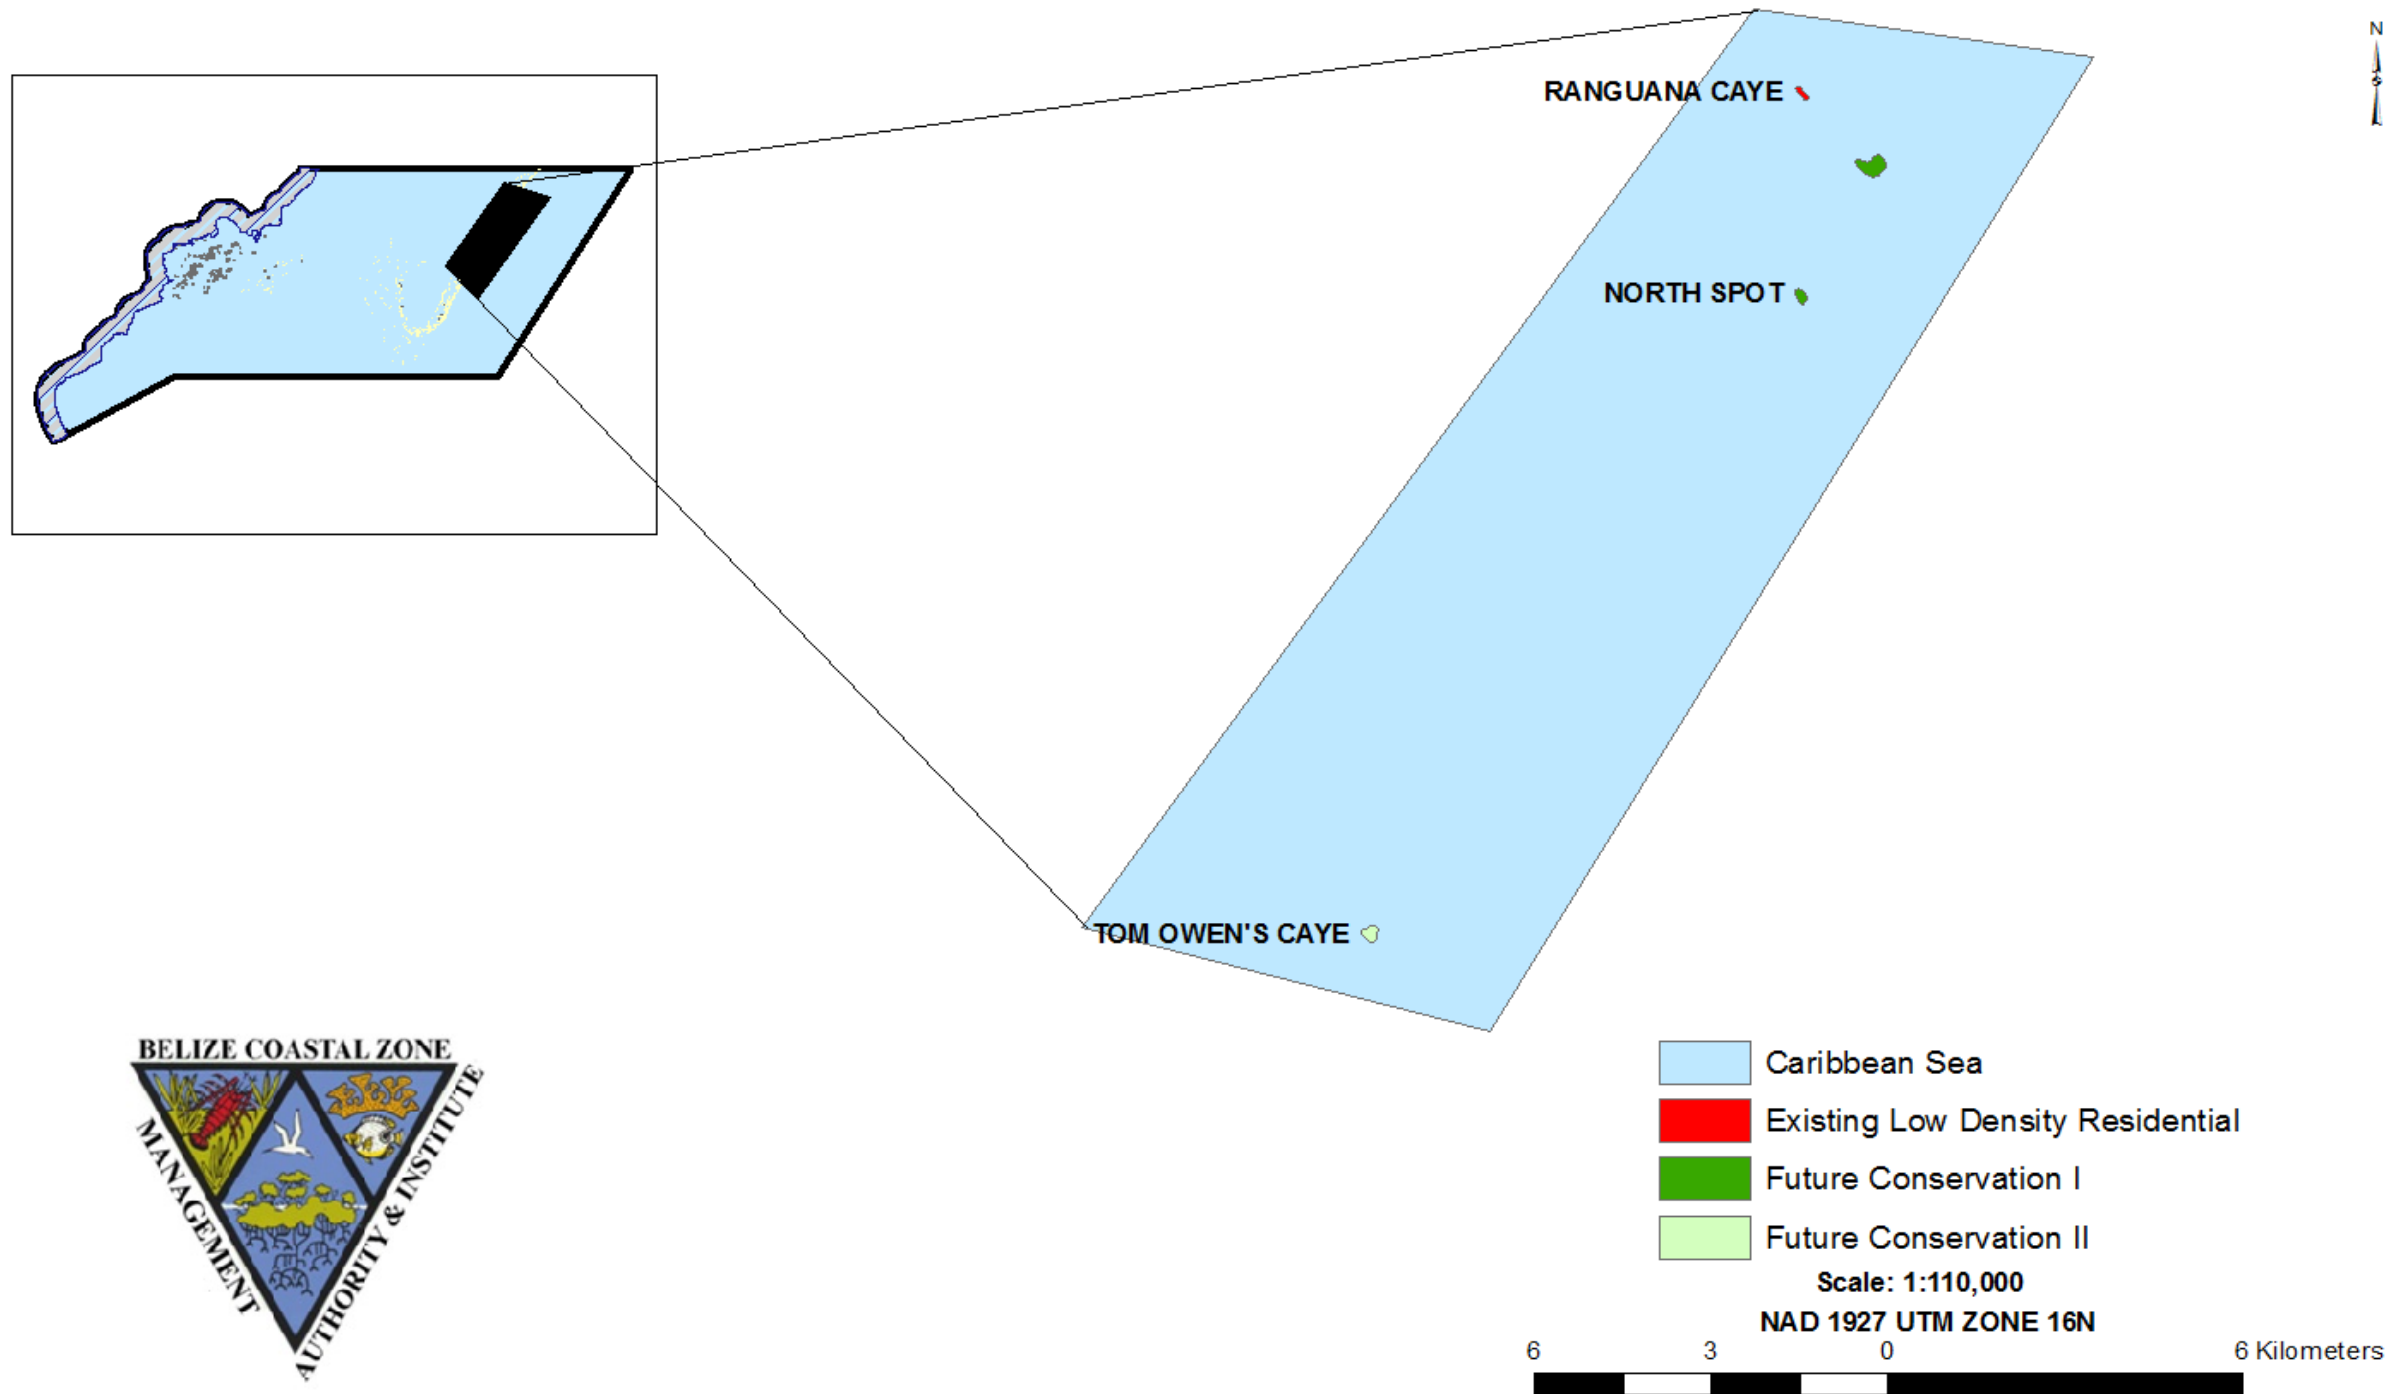 N
S
RANGUANA CAYE
NORTH SPOT
TOM OWEN'S CAYE
BELIZE COASTAL ZONE
MANAGEMENT
AUTHORITY & INSTITUTE
Caribbean Sea
Existing Low Density Residential
Future Conservation I
Future Conservation II
Scale: 1:110,000
NAD 1927 UTM ZONE 16N
6 3 0 6 Kilometers